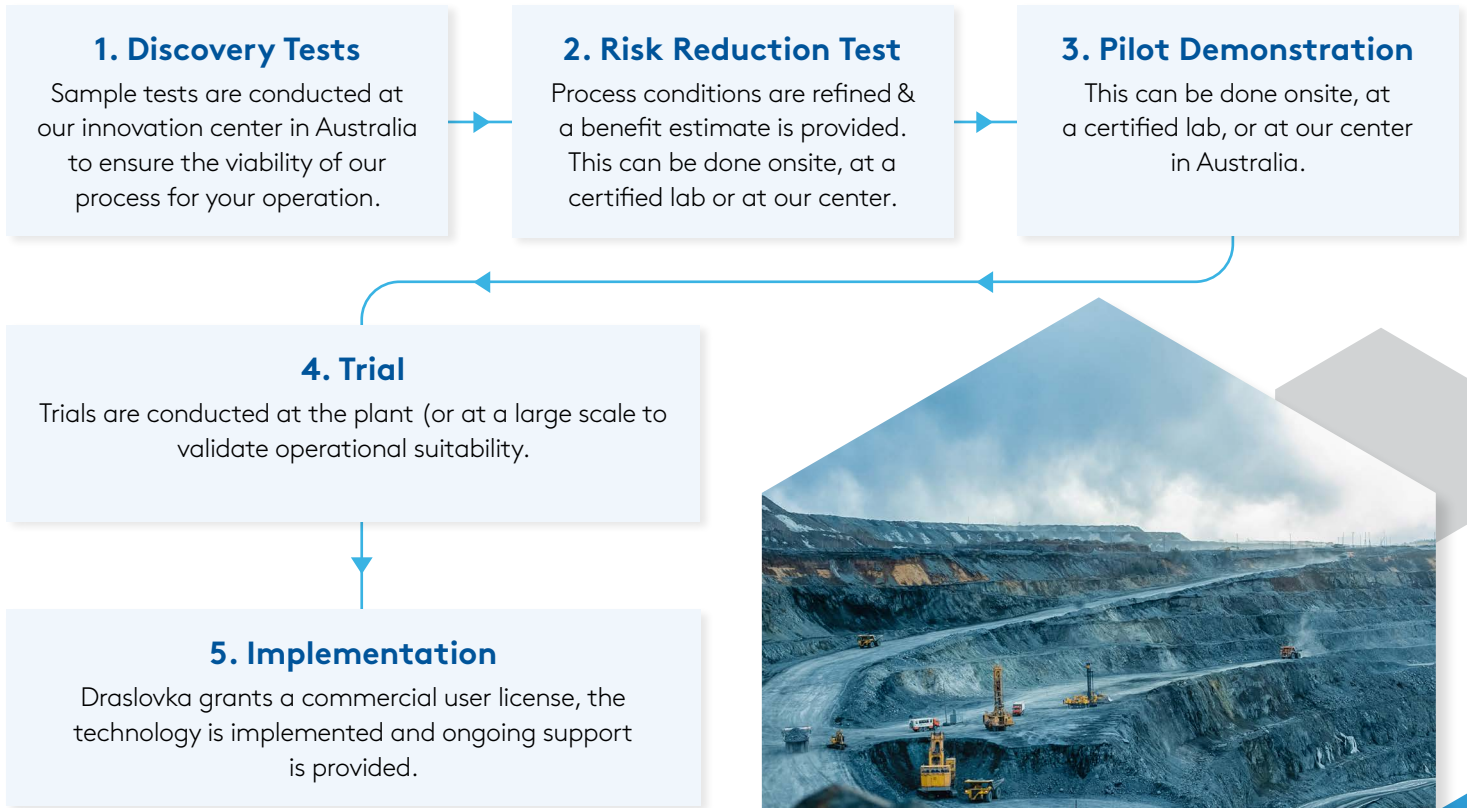 1. Discovery Tests
Sample tests are conducted at
our innovation center in Australia
to ensure the viability of our
process for your operation.
2. Risk Reduction Test
Process conditions are refined &
a benefit estimate is provided.
This can be done onsite, at a
certified lab or at our center.
3. Pilot Demonstration
This can be done onsite, at
a certified lab, or at our center
in Australia.
4. Trial
Trials are conducted at the plant (or at a large scale to
validate operational suitability.
5. Implementation
Draslovka grants a commercial user license, the
technology is implemented and ongoing support
is provided.